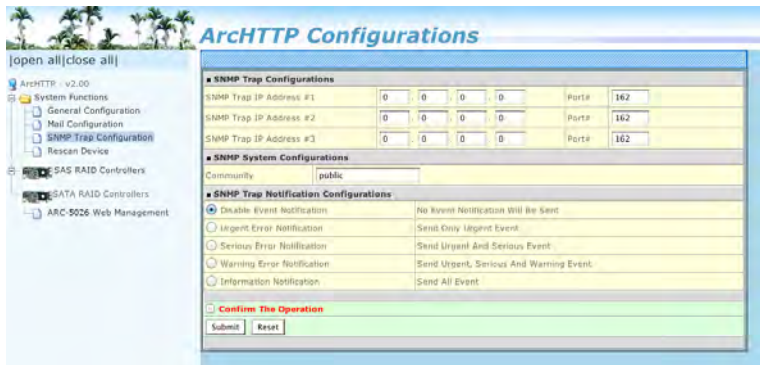 ArcHTTP Configurations
|open all|close all|
ArcHTTP - v2.00
System Functions
General Configuration
Mail Configuration
SNMP Trap Configuration
Rescan Device
SAS RAID Controllers
SATA RAID Controllers
ARC-5026 Web Management
▪ SNMP Trap Configurations
SNMP Trap IP Address #1 0 . 0 . 0 . 0 Port# 162
SNMP Trap IP Address #2 0 . 0 . 0 . 0 Port# 162
SNMP Trap IP Address #3 0 . 0 . 0 . 0 Port# 162
▪ SNMP System Configurations
Community public
▪ SNMP Trap Notification Configurations
Disable Event Notification No Event Notification Will Be Sent
Urgent Error Notification Send Only Urgent Event
Serious Error Notification Send Urgent And Serious Event
Warning Error Notification Send Urgent, Serious And Warning Event
Information Notification Send All Event
Confirm The Operation
Submit Reset